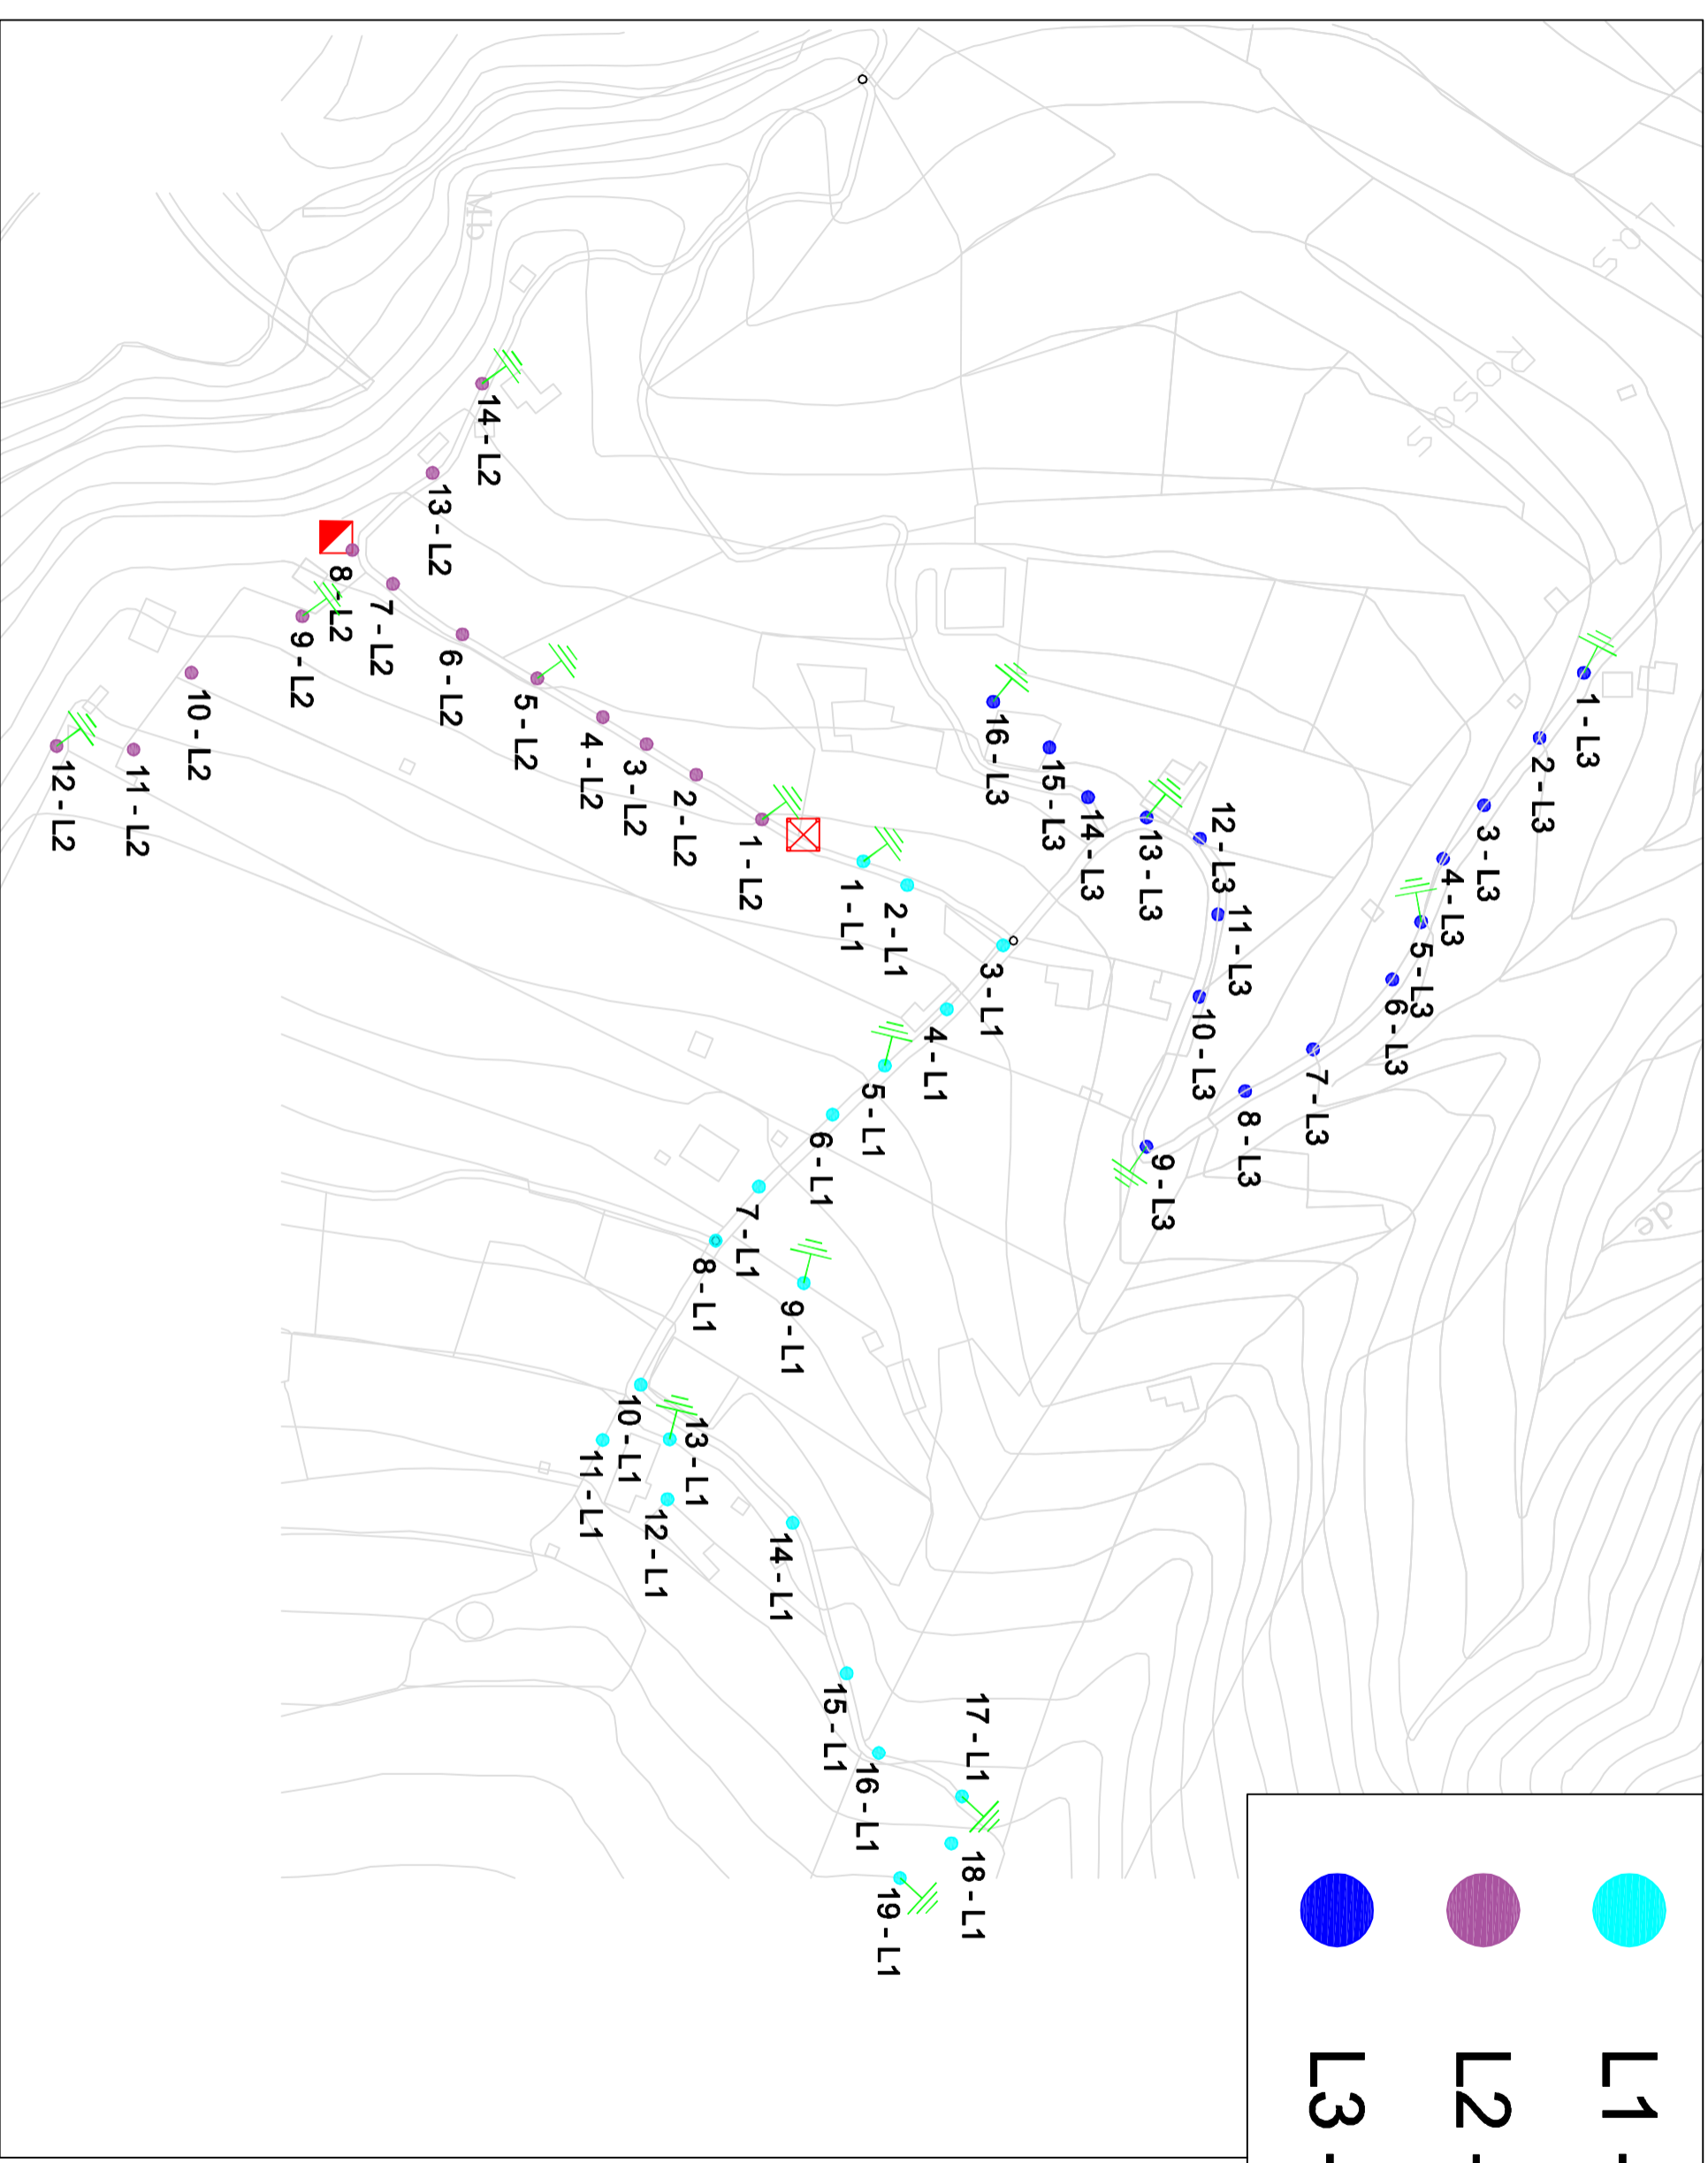 L1 -
L2 -
L3 -
1 - L3
2 - L3
3 - L3
4 - L3
5 - L3
6 - L3
7 - L3
8 - L3
9 - L3
10 - L3
11 - L3
12 - L3
13 - L3
14 - L3
15 - L3
16 - L3
1 - L1
2 - L1
3 - L1
4 - L1
5 - L1
6 - L1
7 - L1
8 - L1
9 - L1
10 - L1
11 - L1
12 - L1
13 - L1
14 - L1
15 - L1
16 - L1
17 - L1
18 - L1
19 - L1
1 - L2
2 - L2
3 - L2
4 - L2
5 - L2
6 - L2
7 - L2
8 - L2
9 - L2
10 - L2
11 - L2
12 - L2
13 - L2
14 - L2
de